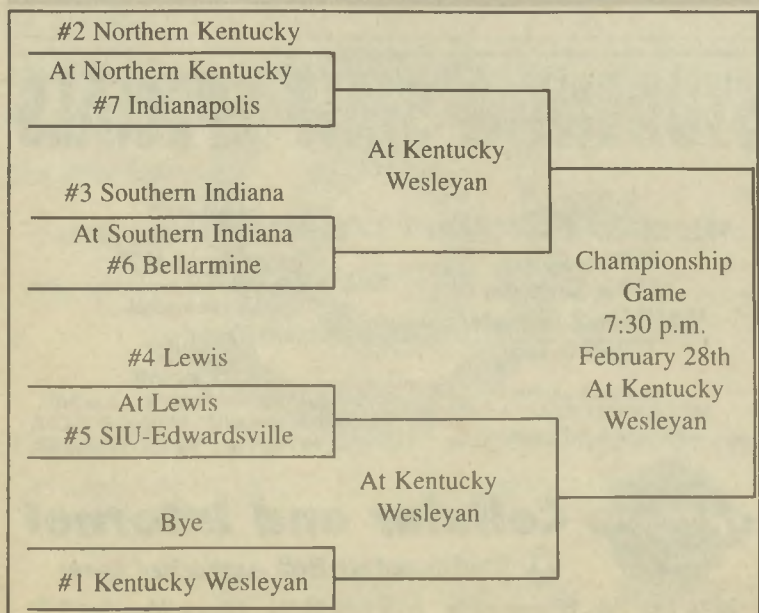 #2 Northern Kentucky
At Northern Kentucky
#7 Indianapolis
At Kentucky
Wesleyan
#3 Southern Indiana
At Southern Indiana
#6 Bellarmine
Championship
Game
7:30 p.m.
February 28th
At Kentucky
Wesleyan
#4 Lewis
At Lewis
#5 SIU-Edwardsville
At Kentucky
Wesleyan
Bye
#1 Kentucky Wesleyan